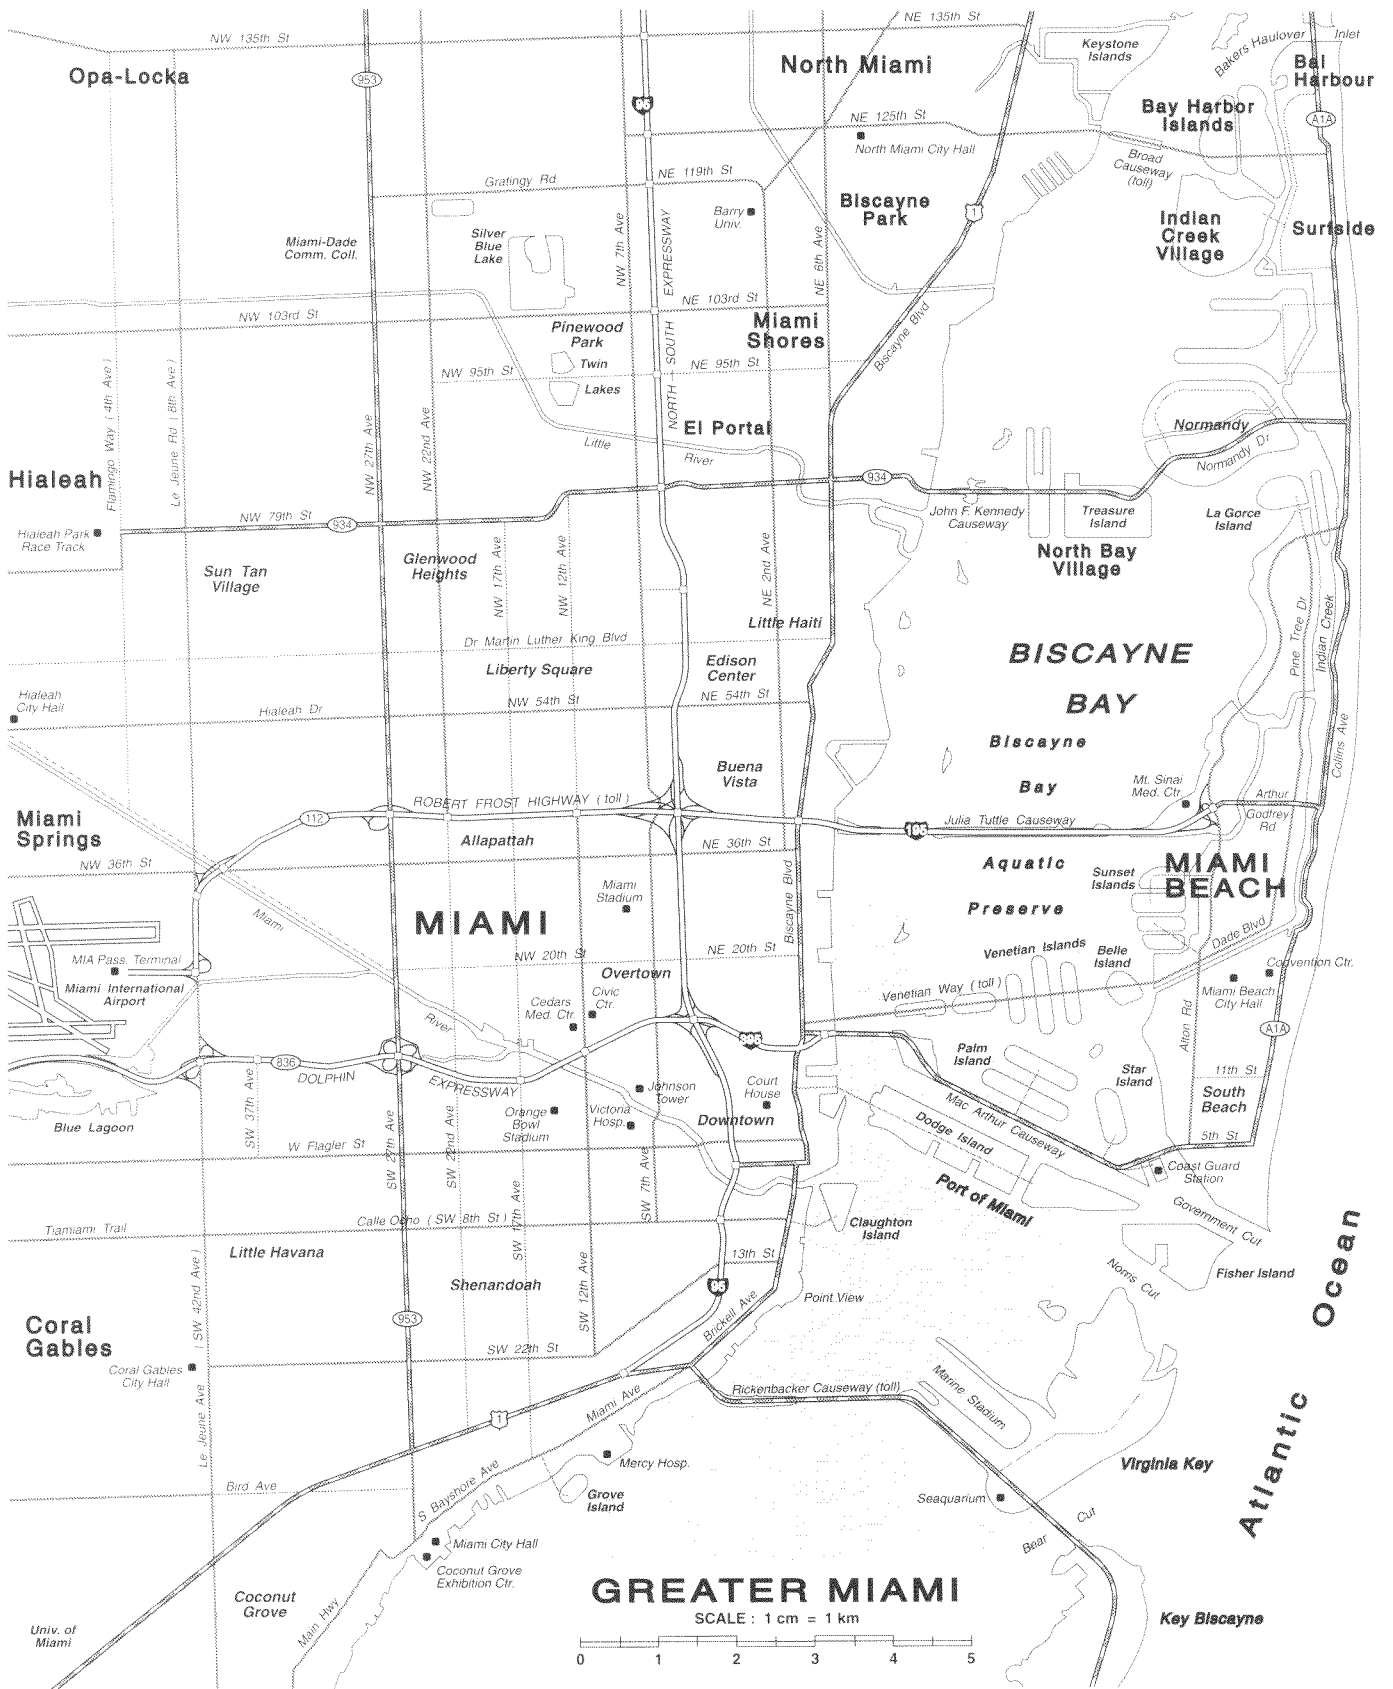 NW 135th St
NE 135th St
Opa-Locka
953
95
North Miami
Keystone
Islands
Bakers Haulover Inlet
Bal
Harbour
Bay Harbor
Islands
A1A
NE 125th St
North Miami City Hall
Broad
Causeway
(toll)
Gratingy Rd
NE 119th St
Barry
Univ.
Biscayne
Park
1
Indian
Creek
Village
Surfside
Miami-Dade
Comm. Coll.
Silver
Blue
Lake
NW 7th Ave
NORTH - SOUTH EXPRESSWAY
NE 6th Ave
NW 103rd St
NE 103rd St
Pinewood
Park
Miami
Shores
Biscayne Blvd
Twin
Lakes
NW 95th St
NE 95th St
Flamingo Way ( 4th Ave )
Le Jeune Rd ( 8th Ave )
NW 27th Ave
NW 22nd Ave
El Portal
Little
River
Normandy
Normandy Dr
Hialeah
934
NW 79th St
934
Hialeah Park
Race Track
John F. Kennedy
Causeway
Treasure
Island
La Gorce
Island
North Bay
Village
Sun Tan
Village
Glenwood
Heights
NW 17th Ave
NW 12th Ave
NE 2nd Ave
Little Haiti
Pine Tree Dr
Indian Creek
Dr Martin Luther King Blvd
Liberty Square
Edison
Center
BISCAYNE
BAY
Hialeah
City Hall
Hialeah Dr
NW 54th St
NE 54th St
Collins Ave
Biscayne
Bay
Aquatic
Preserve
Buena
Vista
Mt. Sinai
Med. Ctr.
Arthur
Godfrey
Rd
Miami
Springs
112
ROBERT FROST HIGHWAY ( toll )
195
Julia Tuttle Causeway
Allapattah
NW 36th St
NE 36th St
Biscayne Blvd
Sunset
Islands
MIAMI
BEACH
Miami
Stadium
MIAMI
Miami
River
MIA Pass. Terminal
Miami International
Airport
NW 20th St
NE 20th St
Overtown
Venetian Islands
Belle
Island
Dade Blvd
Convention Ctr.
Miami Beach
City Hall
Venetian Way ( toll )
Alton Rd
A1A
Cedars
Med. Ctr.
Civic
Ctr.
836
DOLPHIN
EXPRESSWAY
395
Palm
Island
Star
Island
11th St
South
Beach
5th St
Blue Lagoon
SW 37th Ave
SW 27th Ave
SW 22nd Ave
Orange
Bowl
Stadium
Victoria
Hosp.
Johnson
Tower
Court
House
Downtown
Mac Arthur Causeway
Dodge Island
Port of Miami
Coast Guard
Station
Government Cut
W Flagler St
SW 17th Ave
SW 7th Ave
Tiamiami Trail
Calle Ocho ( SW 8th St )
Claughton
Island
Norris Cut
Fisher Island
Little Havana
Shenandoah
13th St
95
SW 12th Ave
Brickell Ave
Point View
Atlantic Ocean
Coral
Gables
953
( SW 42nd Ave )
Coral Gables
City Hall
SW 22th St
Le Jeune Ave
Rickenbacker Causeway (toll)
Marine Stadium
Miami Ave
1
Mercy Hosp.
Virginia Key
Bird Ave
S Bayshore Ave
Grove
Island
Seaquarium
Bear Cut
Miami City Hall
Coconut Grove
Exhibition Ctr.
Coconut
Grove
Main Hwy
Univ. of
Miami
Key Biscayne
GREATER MIAMI
SCALE : 1 cm = 1 km
0 1 2 3 4 5